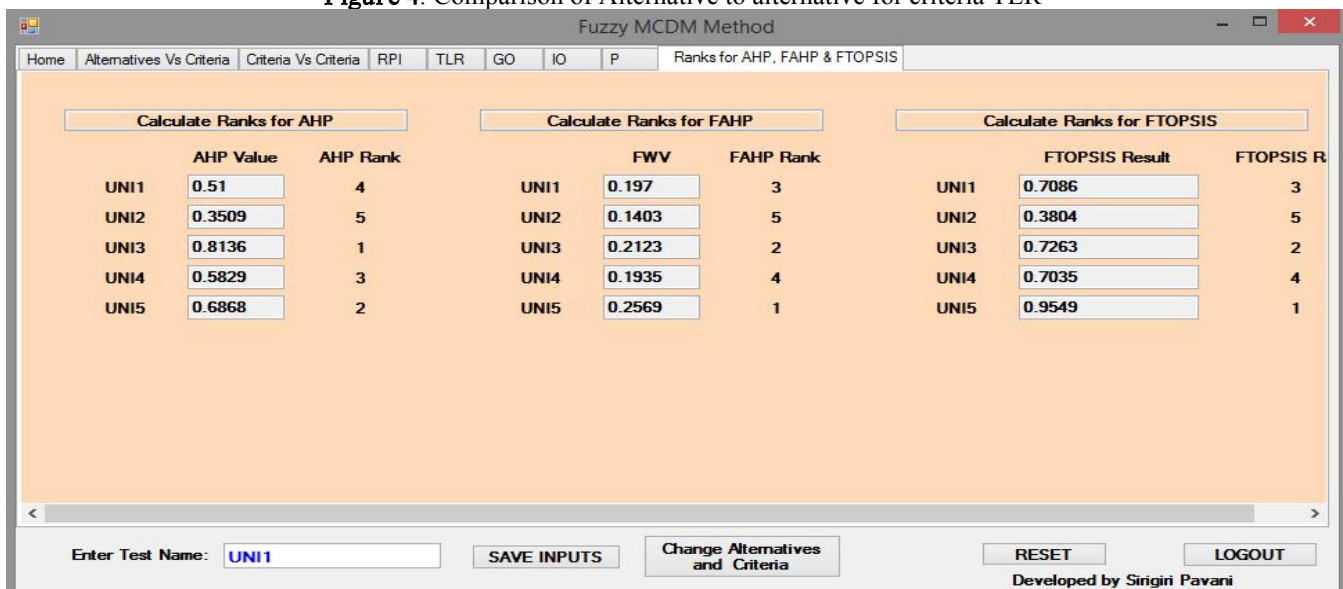 Figure 4. Comparison of Alternative to alternative for criteria TLR
Fuzzy MCDM Method
Home Alternatives Vs Criteria Criteria Vs Criteria RPI TLR GO IO P Ranks for AHP, FAHP & FTOPSIS
Calculate Ranks for AHP Calculate Ranks for FAHP Calculate Ranks for FTOPSIS
AHP Value AHP Rank FWV FAHP Rank FTOPSIS Result FTOPSIS R
UNI1 0.51 4 UNI1 0.197 3 UNI1 0.7086 3
UNI2 0.3509 5 UNI2 0.1403 5 UNI2 0.3804 5
UNI3 0.8136 1 UNI3 0.2123 2 UNI3 0.7263 2
UNI4 0.5829 3 UNI4 0.1935 4 UNI4 0.7035 4
UNI5 0.6868 2 UNI5 0.2569 1 UNI5 0.9549 1
Enter Test Name: UNI1 SAVE INPUTS Change Alternatives and Criteria RESET LOGOUT
Developed by Sirigiri Pavani